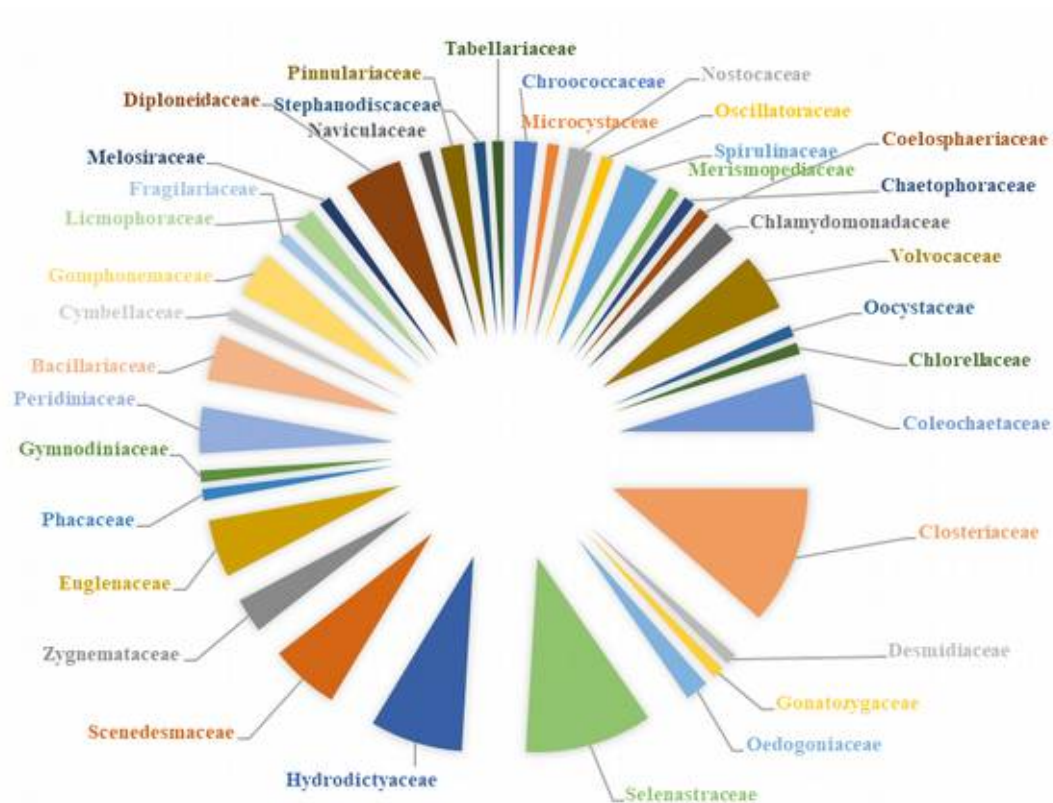 Tabellariaceae
Pinnulariaceae
Chroococcaceae
Nostocaceae
Diploneidaceae
Stephanodiscaceae
Oscillatoraceae
Naviculaceae
Microcystaceae
Coelosphaeriaceae
Melosiraceae
Spirulinaceae
Merismopediaceae
Fragilariaceae
Chaetophoraceae
Licmophoraceae
Chlamydomonadaceae
Volvocaceae
Gomphonemaceae
Cymbellaceae
Oocystaceae
Bacillariaceae
Chlorellaceae
Peridiniaceae
Coleochaetaceae
Gymnodiniaceae
Phacaceae
Closteriaceae
Euglenaceae
Zygnemataceae
Desmidiaceae
Gonatozygaceae
Scenedesmaceae
Oedogoniaceae
Hydrodictyaceae
Selenastraceae